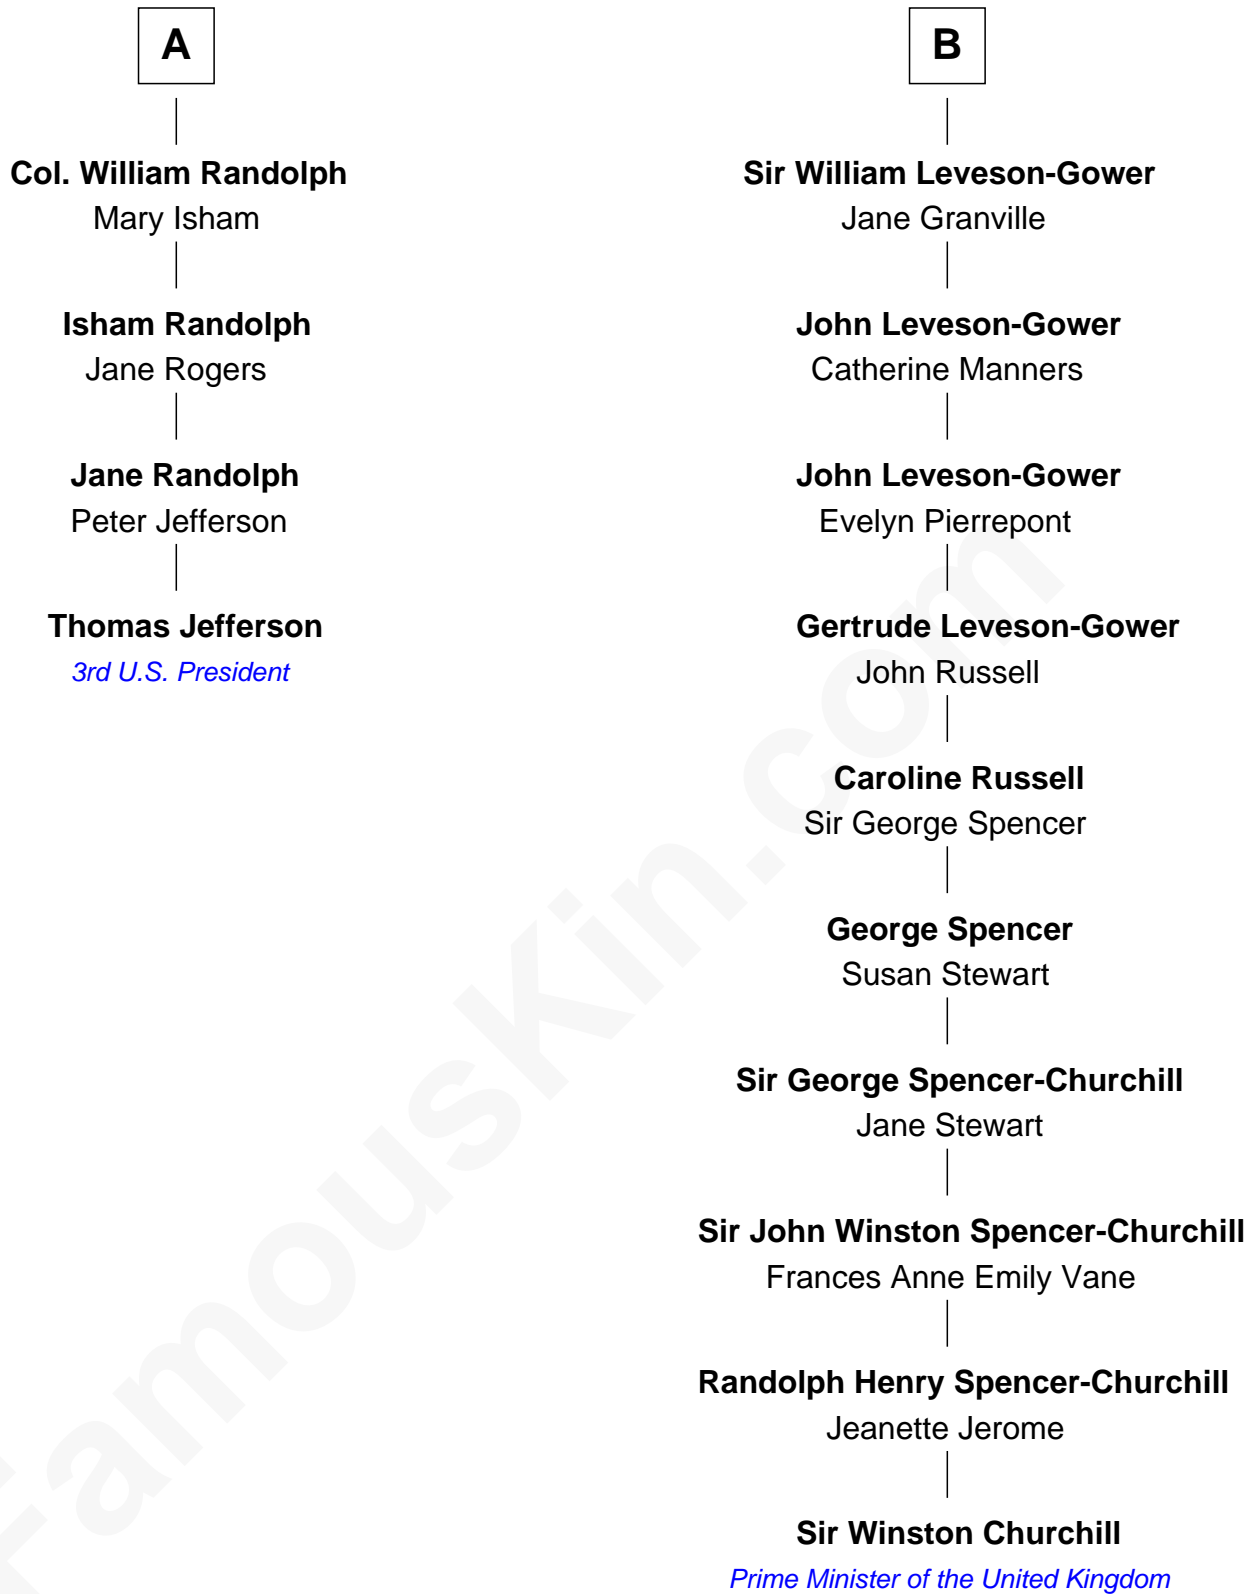 A
Col. William Randolph
Mary Isham
Isham Randolph
Jane Rogers
Jane Randolph
Peter Jefferson
Thomas Jefferson
3rd U.S. President
B
Sir William Leveson-Gower
Jane Granville
John Leveson-Gower
Catherine Manners
John Leveson-Gower
Evelyn Pierrepont
Gertrude Leveson-Gower
John Russell
Caroline Russell
Sir George Spencer
George Spencer
Susan Stewart
Sir George Spencer-Churchill
Jane Stewart
Sir John Winston Spencer-Churchill
Frances Anne Emily Vane
Randolph Henry Spencer-Churchill
Jeanette Jerome
Sir Winston Churchill
Prime Minister of the United Kingdom
FamousKin.com